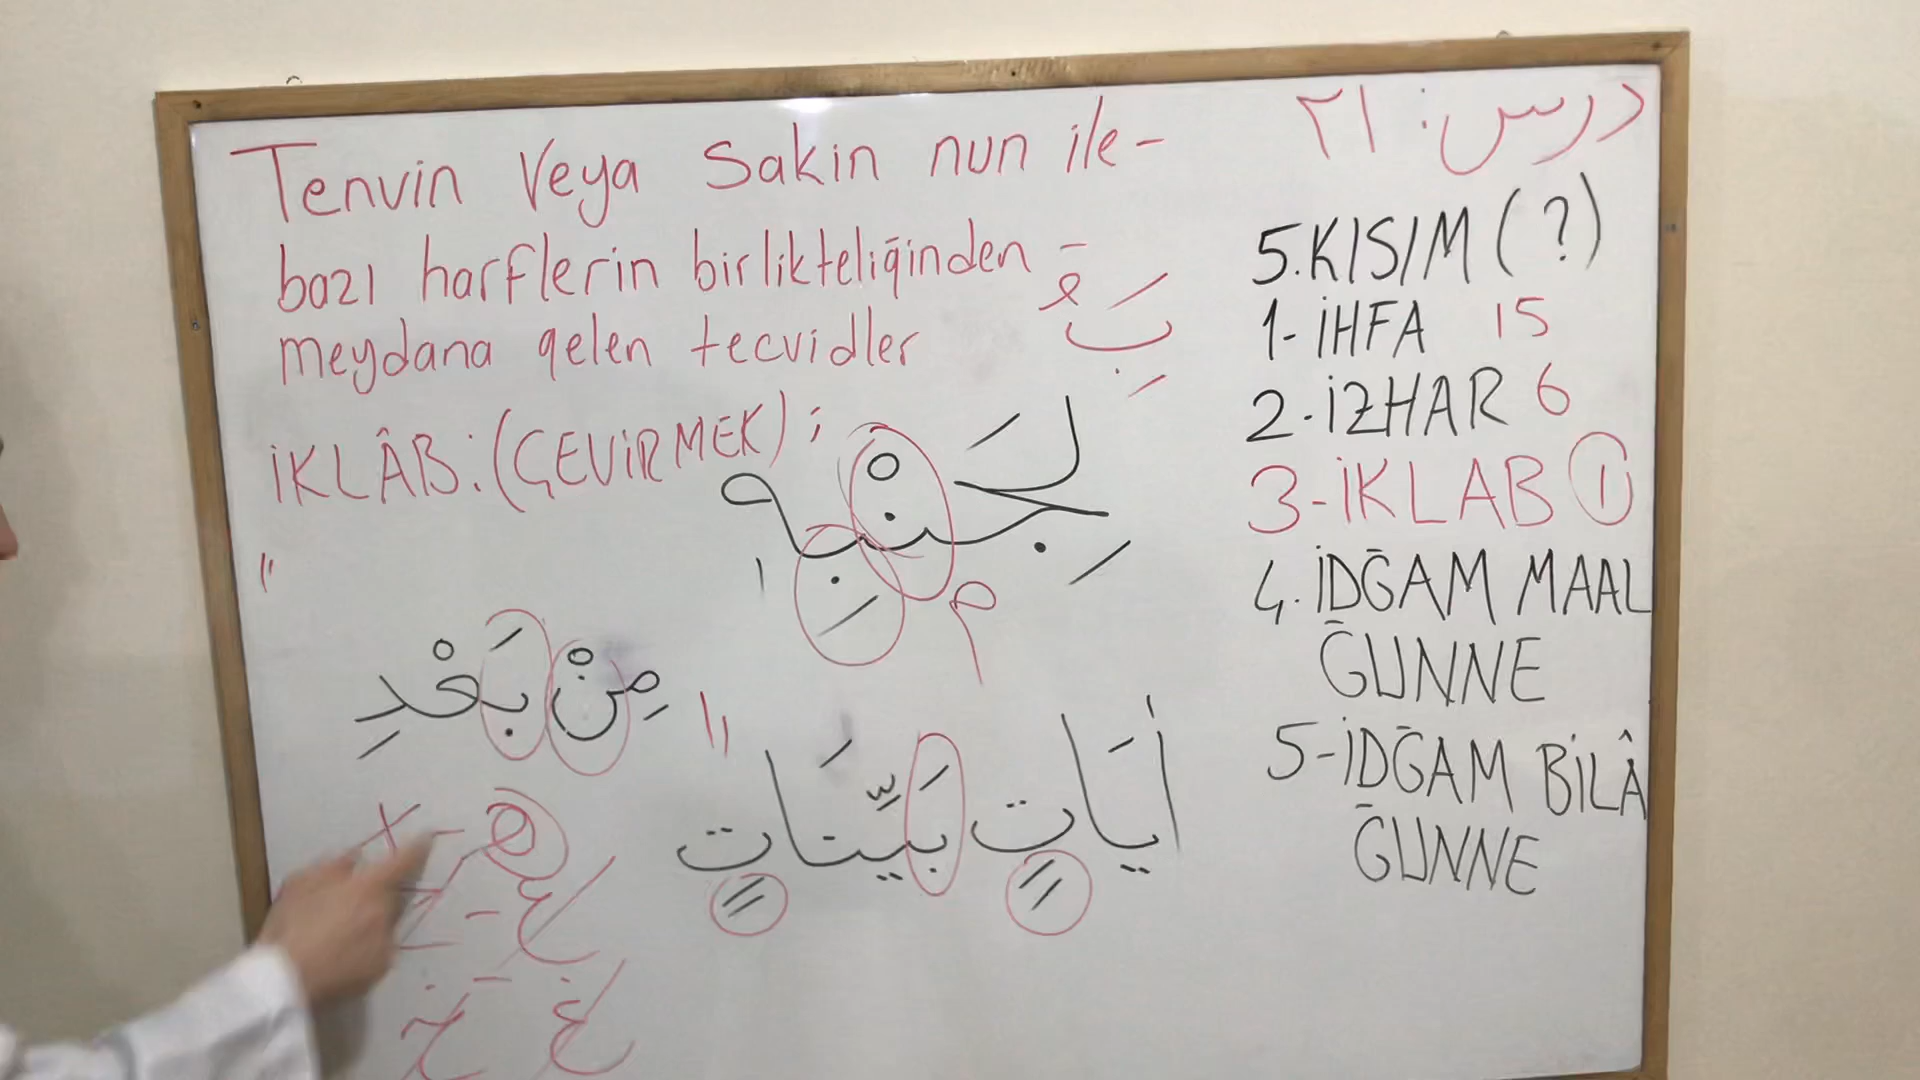 Tenvin Veya Sakin nun ile-
bazı harflerin birlikteliğinden
meydana gelen tecvidler
İKLÂB: (ÇEVİRMEK) ;
درس : ٢١
5. KISIM (?)
1- İHFA 15
2- İZHAR 6
3- İKLAB 1
4. İDĞAM MAAL
ĞUNNE
5- İDĞAM BİLÂ
ĞUNNE
م
مِنْ بَعْدِ
اٰيَاتٍ بَيِّنَاتٍ